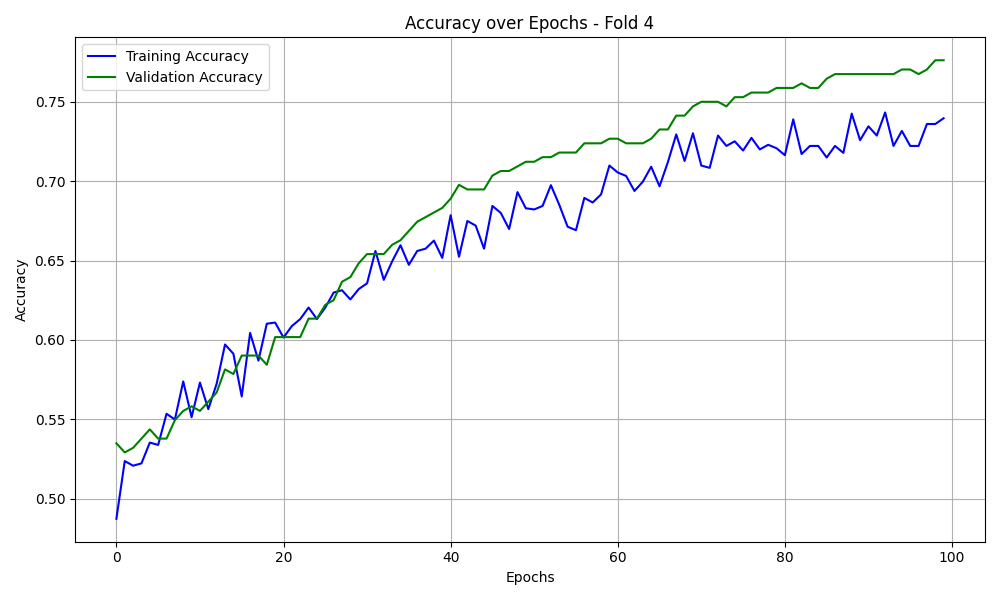 Accuracy over Epochs - Fold 4
Training Accuracy
Validation Accuracy
Accuracy
0.75
0.70
0.65
0.60
0.55
0.50
0 20 40 60 80 100
Epochs